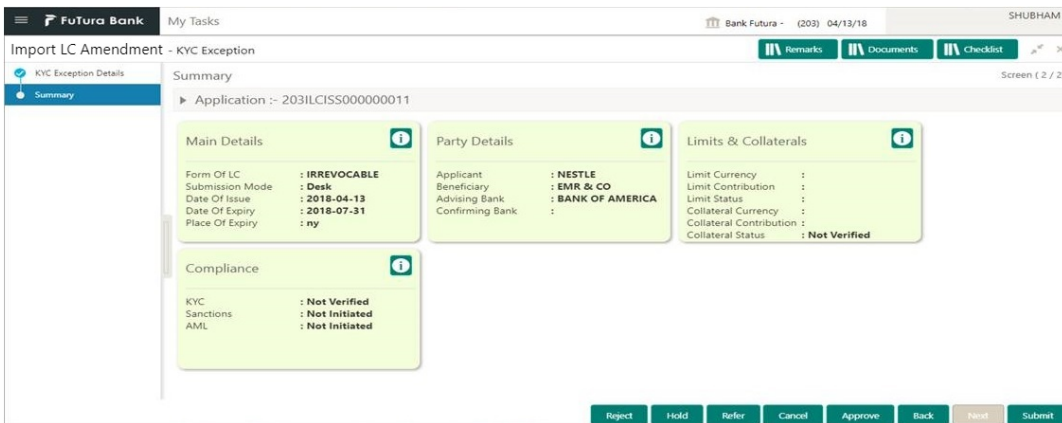 FuTura Bank
My Tasks
Bank Futura - (203) 04/13/18
SHUBHAM
Import LC Amendment - KYC Exception
Remarks
Documents
Checklist
KYC Exception Details
Summary
Summary
Screen ( 2 / 2
Application :- 203ILCISS000000011
Main Details
Form Of LC : IRREVOCABLE
Submission Mode : Desk
Date Of Issue : 2018-04-13
Date Of Expiry : 2018-07-31
Place Of Expiry : ny
Party Details
Applicant : NESTLE
Beneficiary : EMR & CO
Advising Bank : BANK OF AMERICA
Confirming Bank :
Limits & Collaterals
Limit Currency :
Limit Contribution :
Limit Status :
Collateral Currency :
Collateral Contribution :
Collateral Status : Not Verified
Compliance
KYC : Not Verified
Sanctions : Not Initiated
AML : Not Initiated
Reject
Hold
Refer
Cancel
Approve
Back
Next
Submit